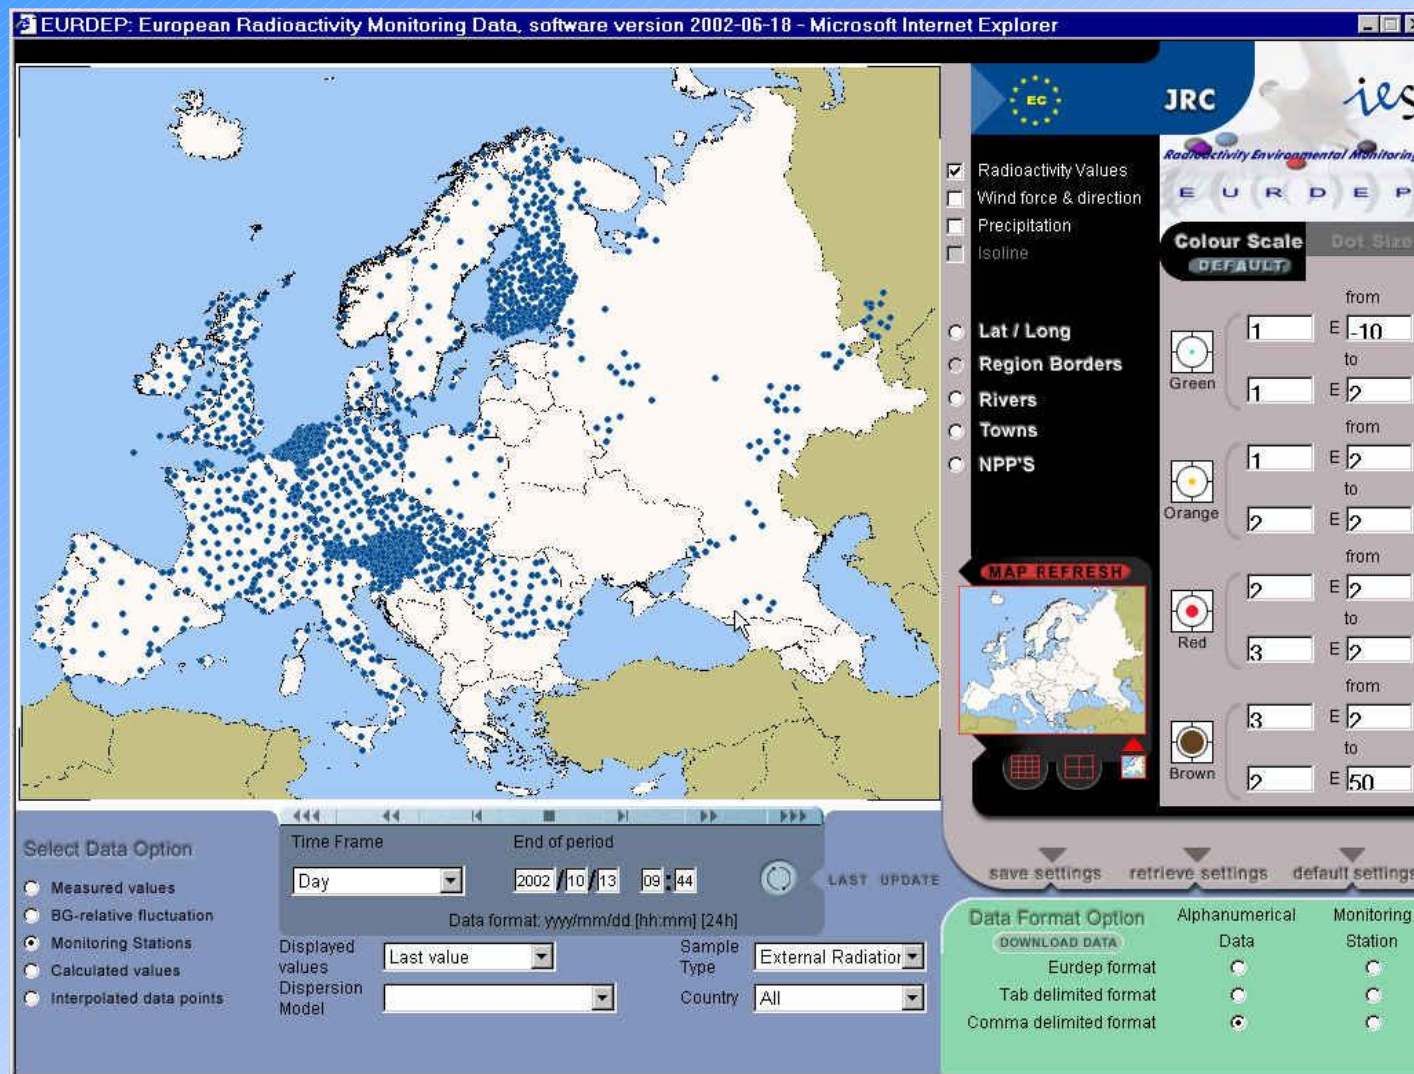 EURDEP: European Radioactivity Monitoring Data, software version 2002-06-18 - Microsoft Internet Explorer
EC
JRC
ies
Radioactivity Environmental Monitoring
E U R D E P
Radioactivity Values
Wind force & direction
Precipitation
Isoline
Lat / Long
Region Borders
Rivers
Towns
NPP'S
MAP REFRESH
Colour Scale
Dot Size
DEFAULT
from
1 E -10
to
Green
1 E 2
from
1 E 2
to
Orange
2 E 2
from
2 E 2
to
Red
3 E 2
from
3 E 2
to
Brown
2 E 50
save settings retrieve settings default settings
Select Data Option
Measured values
BG-relative fluctuation
Monitoring Stations
Calculated values
Interpolated data points
Time Frame End of period
Day 2002 / 10 / 13 09 : 44
LAST UPDATE
Data format: yyyy/mm/dd [hh:mm] [24h]
Displayed values
Last value
Sample Type
External Radiation
Dispersion Model
Country
All
Data Format Option
DOWNLOAD DATA
Alphanumerical Data
Monitoring Station
Eurdep format
Tab delimited format
Comma delimited format